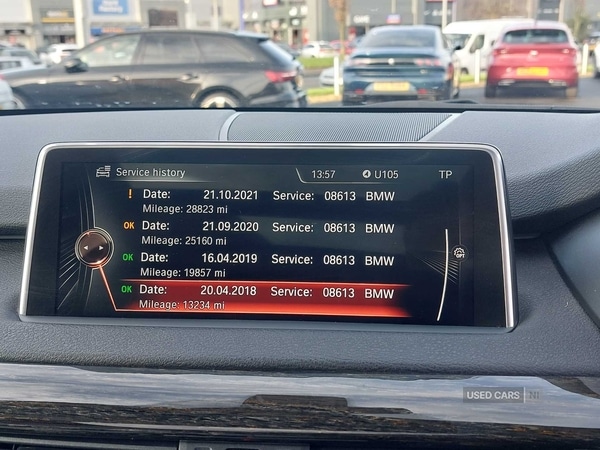 Service history
13:57
U105
TP
! Date: 21.10.2021 Service: 08613 BMW
Mileage: 28823 mi
OK Date: 21.09.2020 Service: 08613 BMW
Mileage: 25160 mi
OK Date: 16.04.2019 Service: 08613 BMW
Mileage: 19857 mi
OK Date: 20.04.2018 Service: 08613 BMW
Mileage: 13234 mi
OPT
USED CARS NI